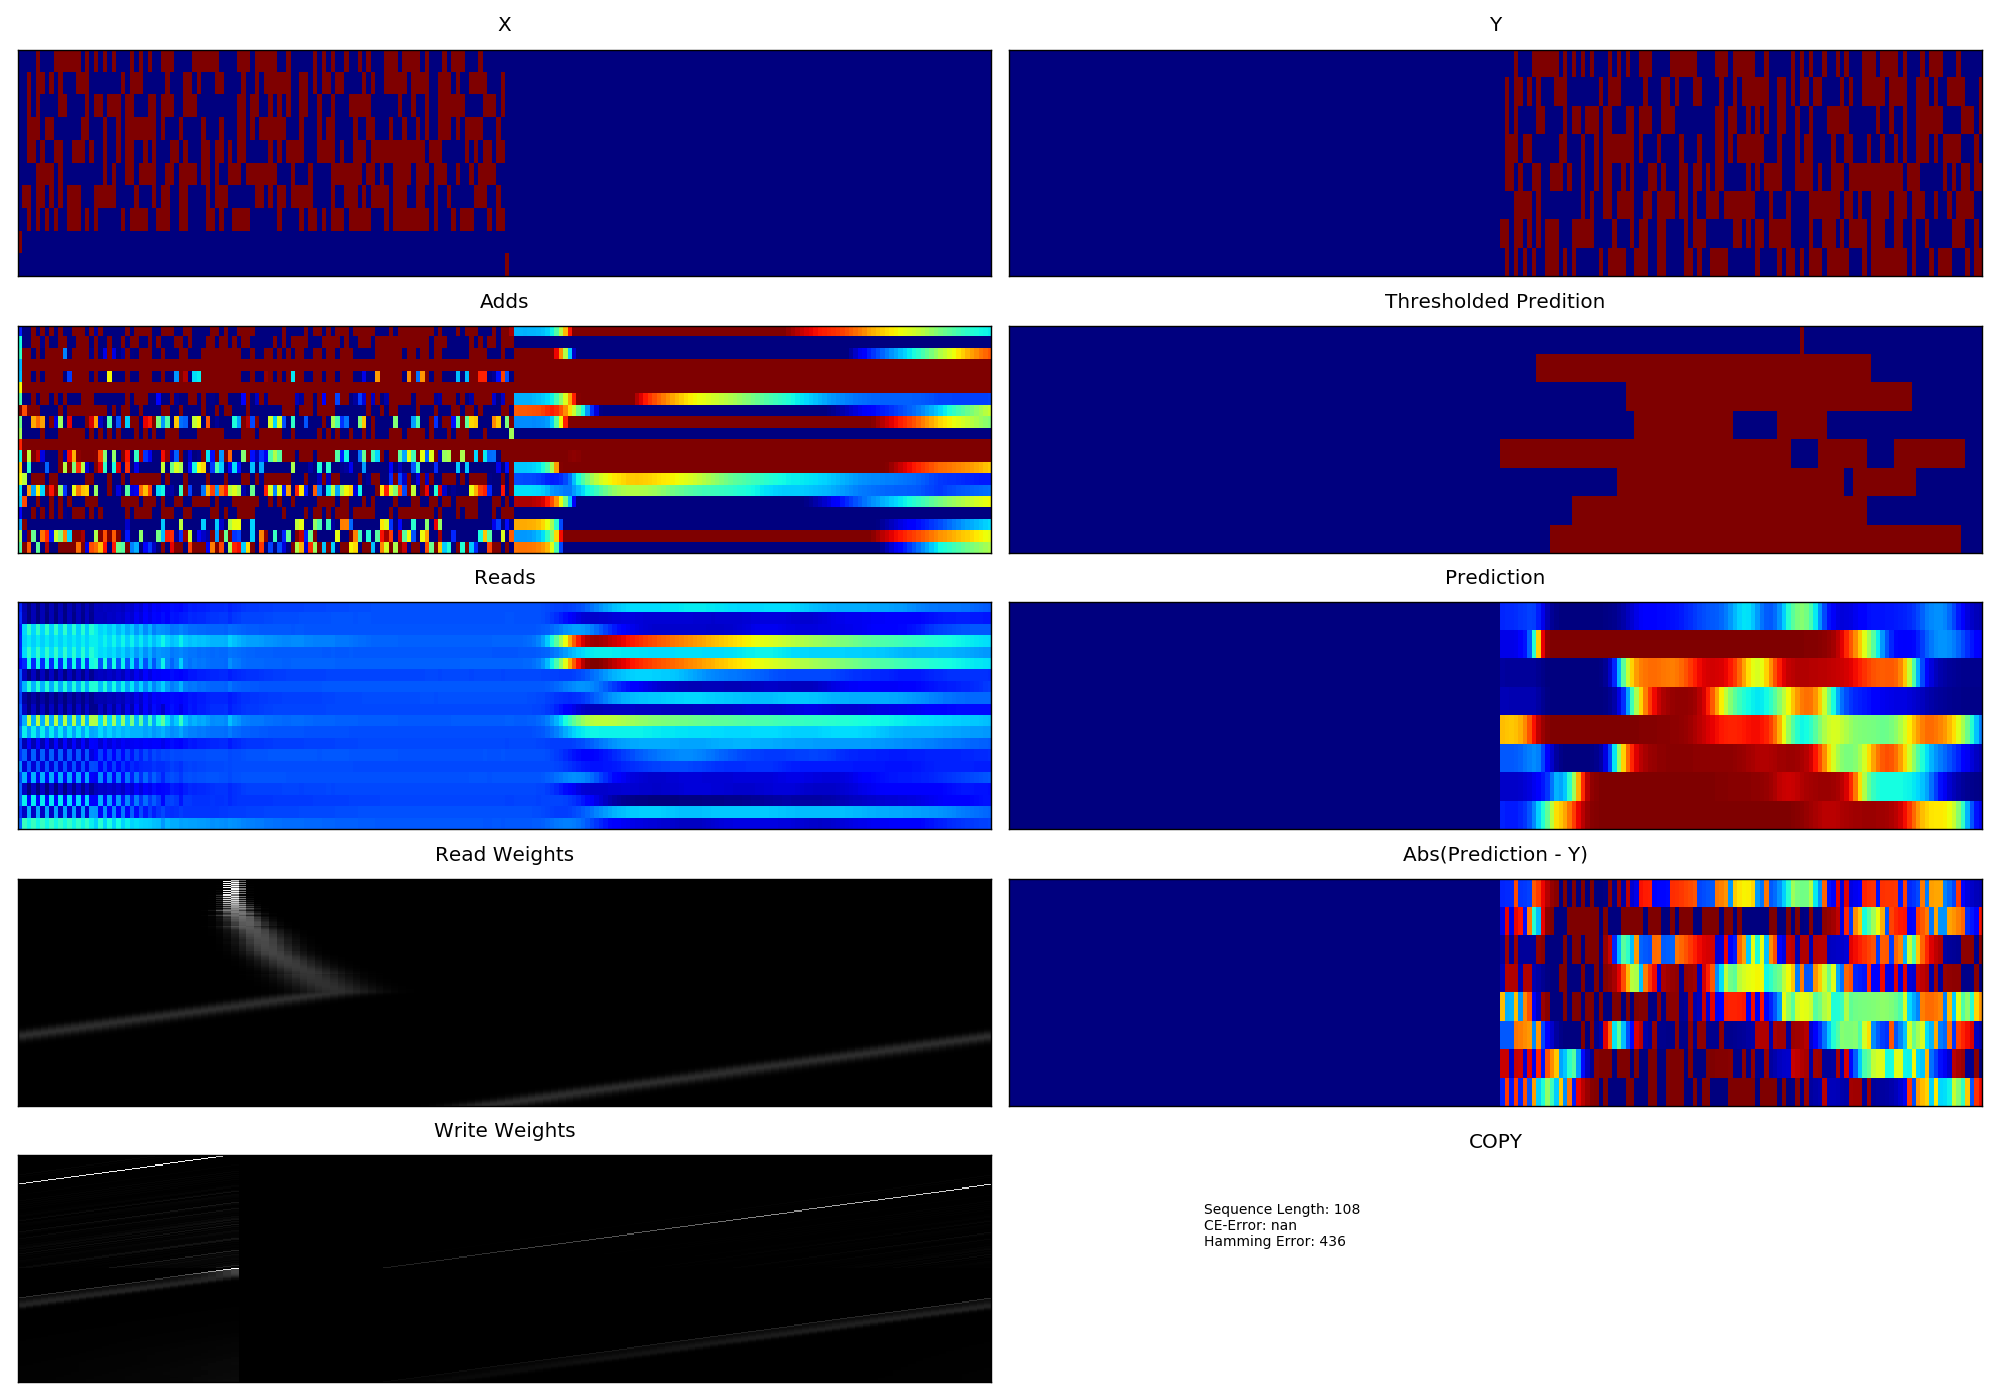 X
Y
Adds
Thresholded Predition
Reads
Prediction
Read Weights
Abs(Prediction - Y)
Write Weights
COPY
Sequence Length: 108
CE-Error: nan
Hamming Error: 436